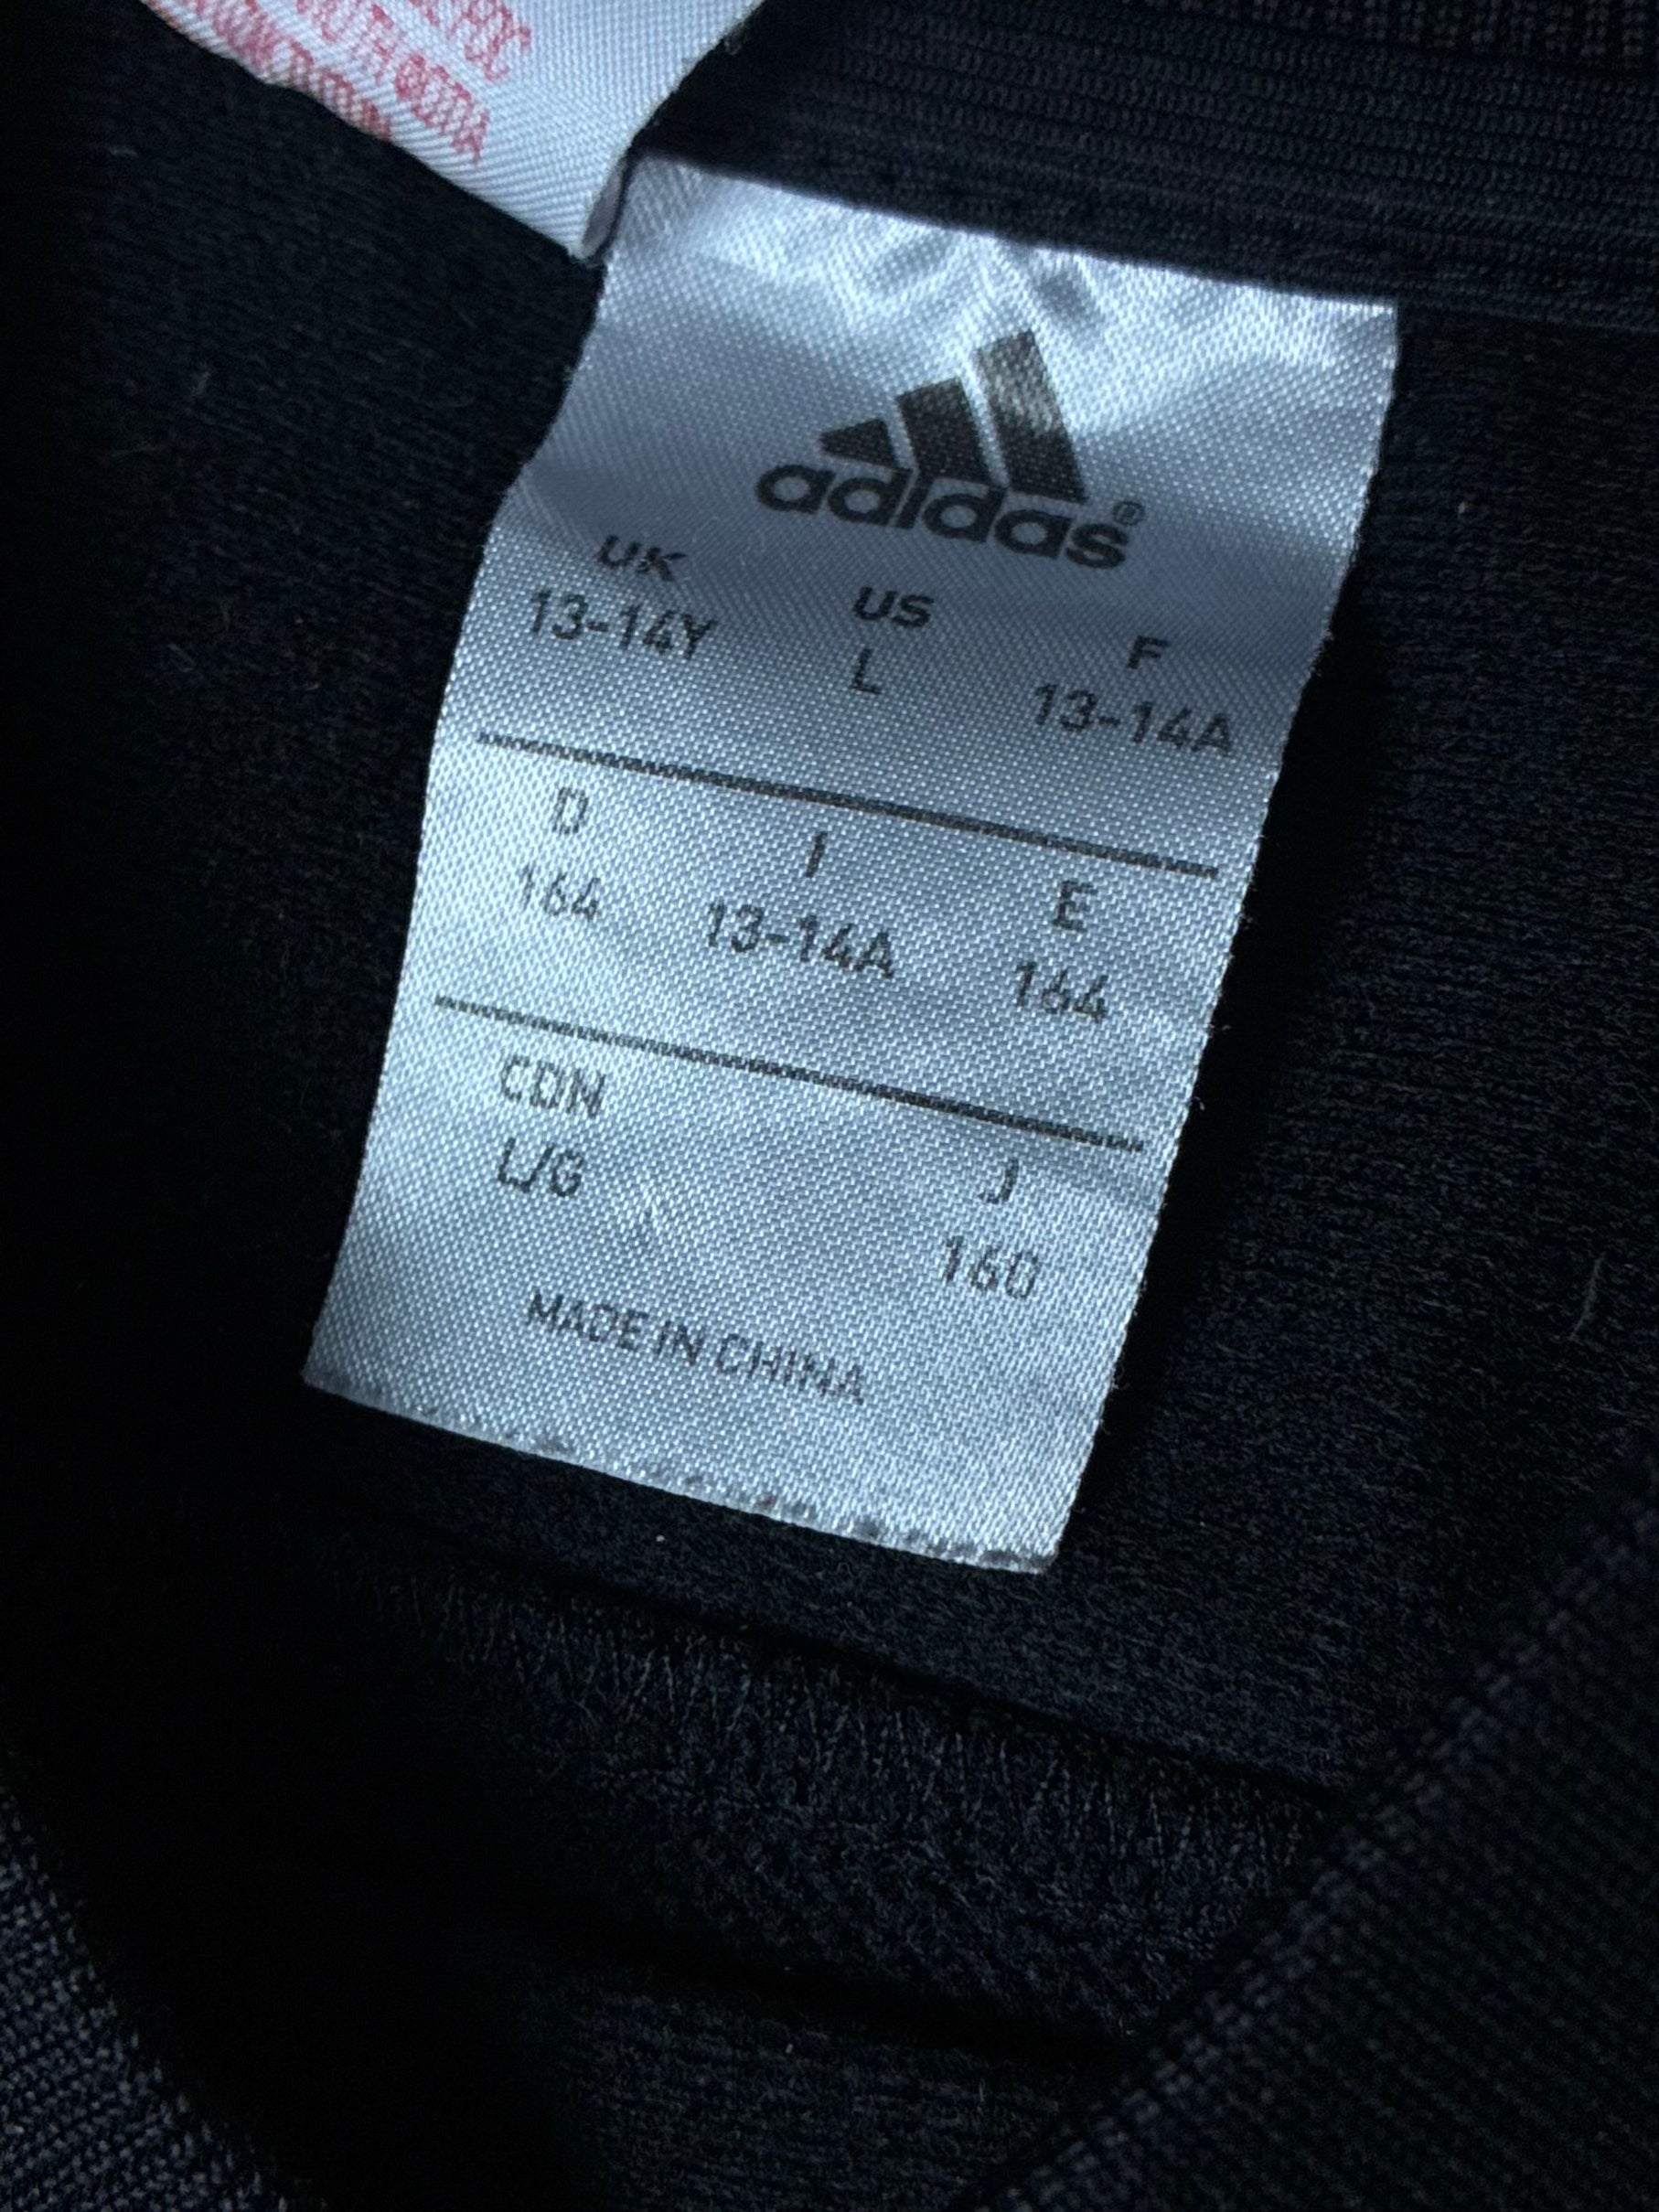 adidas®
UK US F
13-14Y L 13-14A
D I E
164 13-14A 164
CDN J
L/G 160
MADE IN CHINA